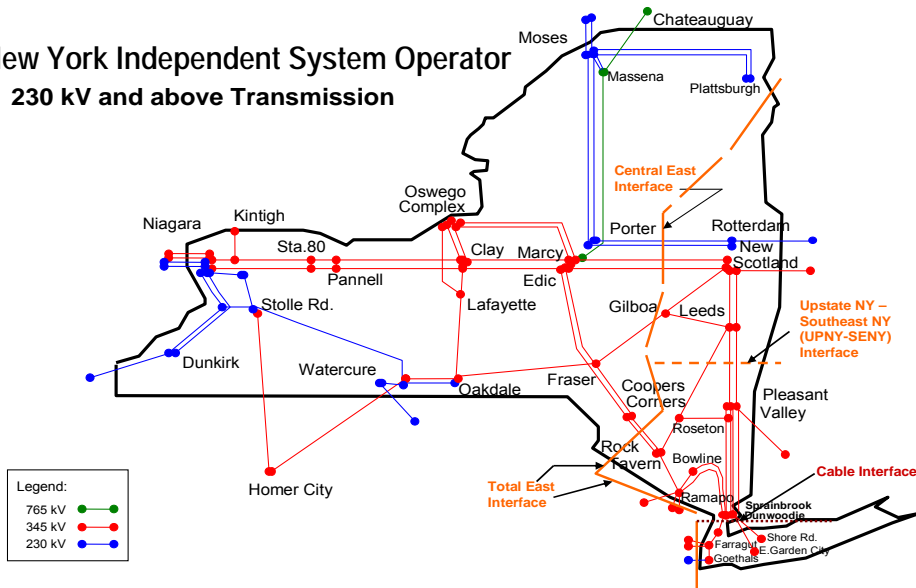 New York Independent System Operator
230 kV and above Transmission
Chateauguay
Moses
Massena
Plattsburgh
Central East
Interface
Oswego
Complex
Niagara
Kintigh
Porter
Rotterdam
Sta.80
Clay
Marcy
New
Scotland
Pannell
Edic
Stolle Rd.
Lafayette
Gilboa
Leeds
Upstate NY –
Southeast NY
(UPNY-SENY)
Interface
Dunkirk
Watercure
Oakdale
Fraser
Coopers
Corners
Pleasant
Valley
Roseton
Rock
Tavern
Bowline
Homer City
Total East
Interface
Ramapo
Cable Interface
Sprainbrook
Dunwoodie
Shore Rd.
Farragut
E.Garden City
Goethals
Legend:
765 kV
345 kV
230 kV